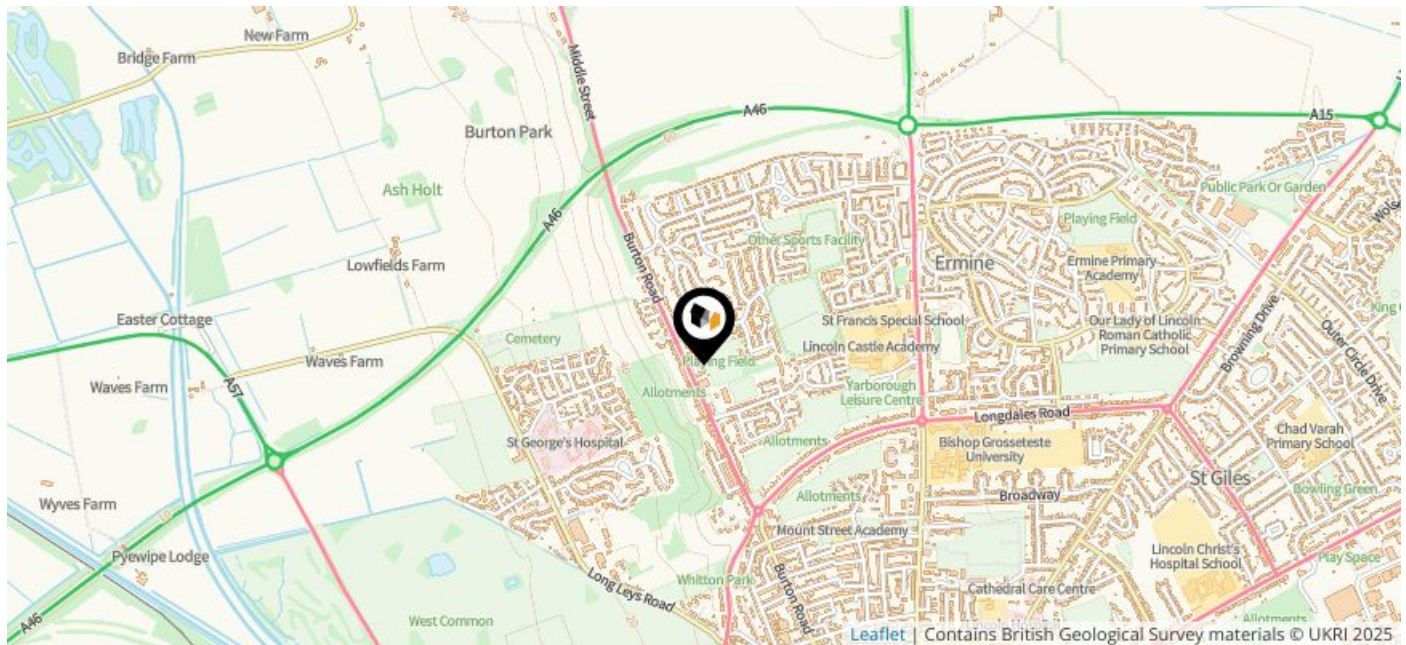 New Farm
Bridge Farm
Middle Street
A46
A15
Burton Park
Ash Holt
Public Park Or Garden
Playing Field
Other Sports Facility
A46
Burton Road
Ermine
Ermine Primary
Academy
Lowfields Farm
Easter Cottage
St Francis Special School
Our Lady of Lincoln
Roman Catholic
Primary School
Browning Drive
Outer Circle Drive
Cemetery
Lincoln Castle Academy
Waves Farm
Playing Field
Waves Farm
A57
Allotments
Yarborough
Leisure Centre
Longdales Road
Chad Varah
Primary School
St George's Hospital
Allotments
Bishop Grosseteste
University
St Giles
Bowling Green
Wyves Farm
Allotments
Broadway
Mount Street Academy
Pyewipe Lodge
Lincoln Christ's
Hospital School
Play Space
Long Leys Road
Whitton Park
Burton Road
Cathedral Care Centre
A46
West Common
Allotments
Leaflet | Contains British Geological Survey materials © UKRI 2025